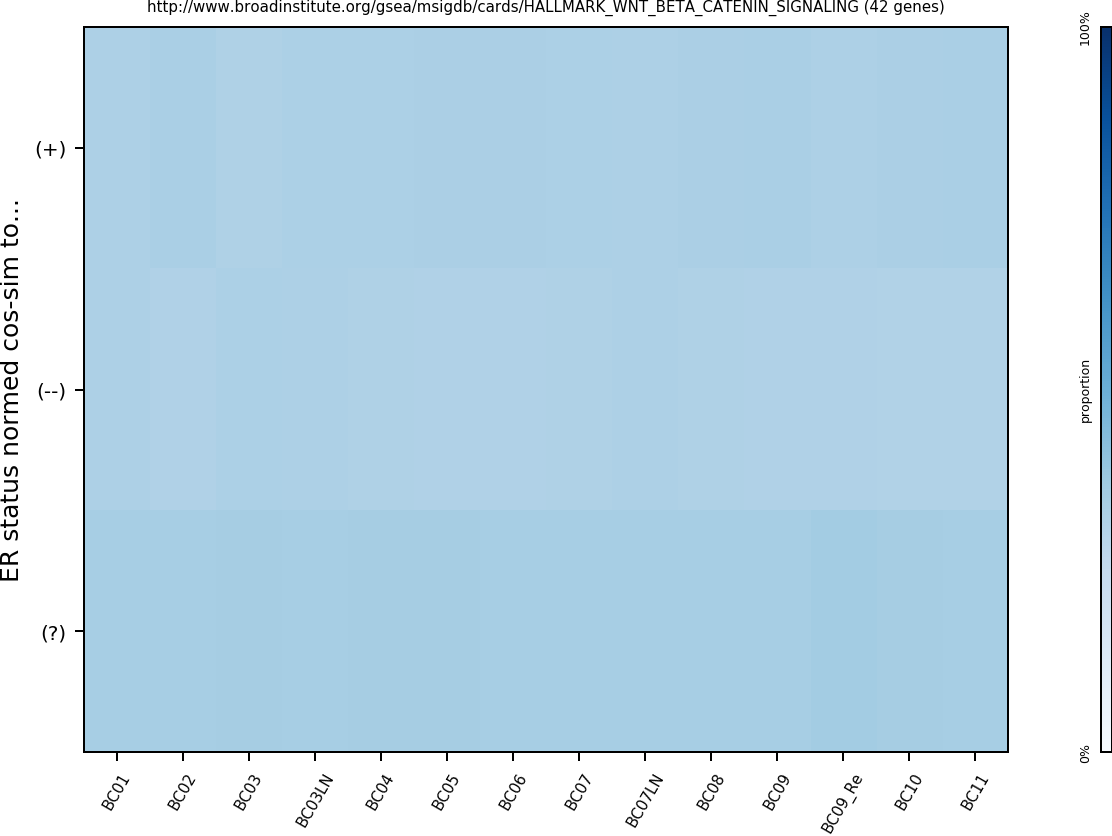 http://www.broadinstitute.org/gsea/msigdb/cards/HALLMARK_WNT_BETA_CATENIN_SIGNALING (42 genes)
100%
(+)
ER status normed cos-sim to...
(--)
proportion
(?)
0%
BC01
BC02
BC03
BC03LN
BC04
BC05
BC06
BC07
BC07LN
BC08
BC09
BC09_Re
BC10
BC11